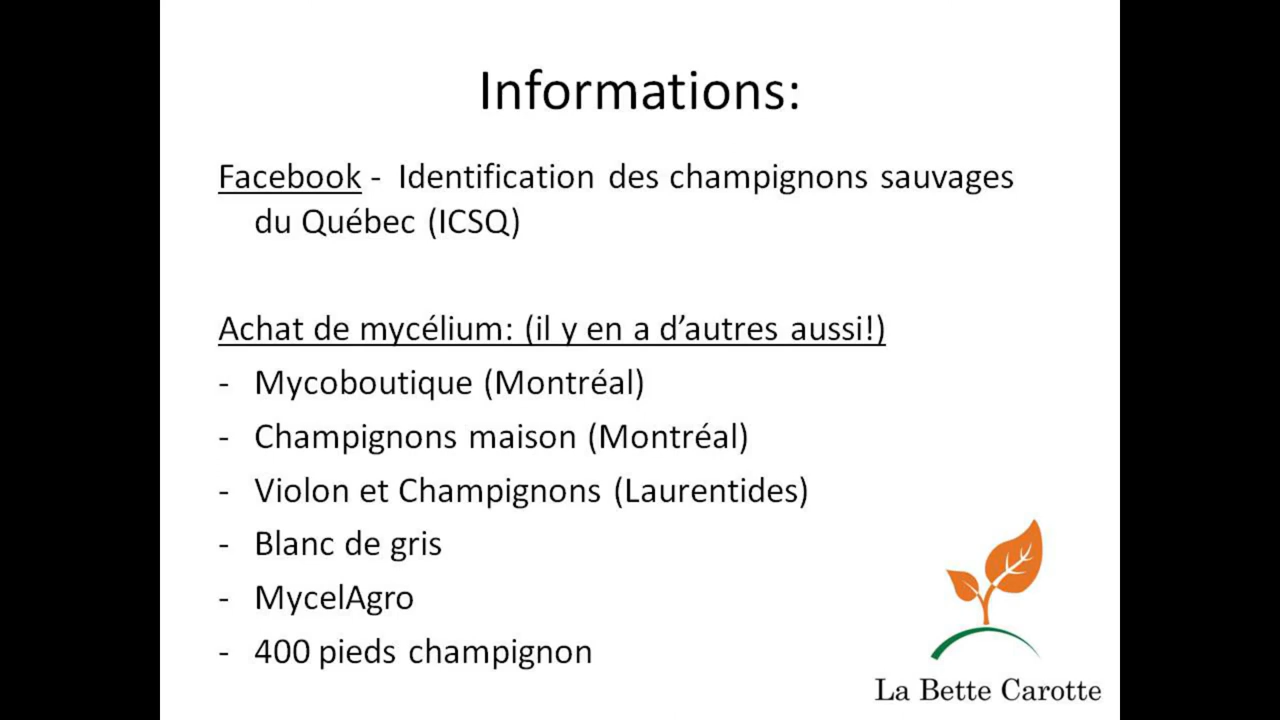 Informations:
Facebook - Identification des champignons sauvages
du Québec (ICSQ)
Achat de mycélium: (il y en a d’autres aussi!)
- Mycoboutique (Montréal)
- Champignons maison (Montréal)
- Violon et Champignons (Laurentides)
- Blanc de gris
- MycelAgro
- 400 pieds champignon
La Bette Carotte